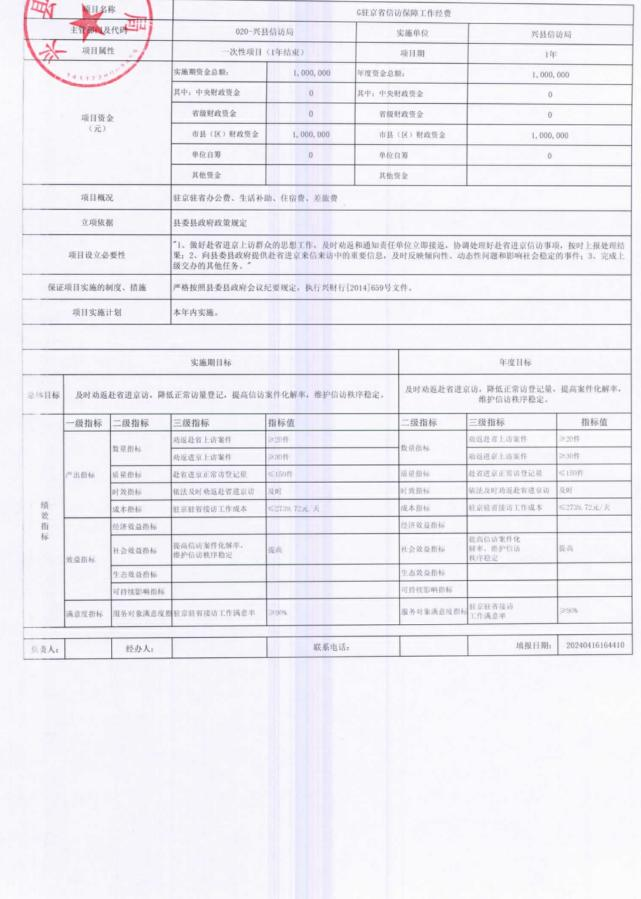 县 局
兴
项目名称 G驻京省信访保障工作经费
主管部门及代码 020-兴县信访局 实施单位 兴县信访局
项目属性 一次性项目（1年结束） 项目期 1年
项目资金
（元）
实施期资金总额： 1,000,000 年度资金总额： 1,000,000
其中：中央财政资金 0 其中：中央财政资金 0
省级财政资金 0 省级财政资金 0
市县（区）财政资金 1,000,000 市县（区）财政资金 1,000,000
单位自筹 0 单位自筹 0
其他资金 其他资金
项目概况 驻京驻省办公费、生活补助、住宿费、差旅费
立项依据 县委县政府政策规定
项目设立必要性
"1、做好赴省进京上访群众的思想工作，及时劝返和通知责任单位立即接返，协调处理好赴省进京信访事项，按时上报处理结
果；2、向县委县政府提供赴省进京来信来访中的重要信息，及时反映倾向性、动态性问题和影响社会稳定的事件；3、完成上
级交办的其他任务。"
保证项目实施的制度、措施 严格按照县委县政府会议纪要规定，执行兴财行[2014]659号文件。
项目实施计划 本年内实施。
实施期目标 年度目标
总体目标 及时劝返赴省进京访，降低正常访量登记，提高信访案件化解率，维护信访秩序稳定。
及时劝返赴省进京访，降低正常访登记量，提高案件化解率，
维护信访秩序稳定。
绩效指标
一级指标 二级指标 三级指标 指标值 二级指标 三级指标 指标值
产出指标 数量指标 劝返赴省上访案件 ≥20件 数量指标 劝返赴省上访案件 ≥20件
劝返进京上访案件 ≥30件 劝返进京上访案件 ≥30件
质量指标 赴省进京正常访登记量 ≤150件 质量指标 赴省进京正常访登记量 ≤150件
时效指标 依法及时劝返赴省进京访 及时 时效指标 依法及时劝返赴省进京访 及时
成本指标 驻京驻省接访工作成本 ≤2739.72元/天 成本指标 驻京驻省接访工作成本 ≤2739.72元/天
效益指标 经济效益指标 经济效益指标
社会效益指标 提高信访案件化解率，
维护信访秩序稳定 提高 社会效益指标 提高信访案件化
解率，维护信访
秩序稳定 提高
生态效益指标 生态效益指标
可持续影响指标 可持续影响指标
满意度指标 服务对象满意度指 驻京驻省接访工作满意率 ≥90% 服务对象满意度指标 驻京驻省接访
工作满意率 ≥90%
负责人： 经办人： 联系电话： 填报日期： 20240416164410